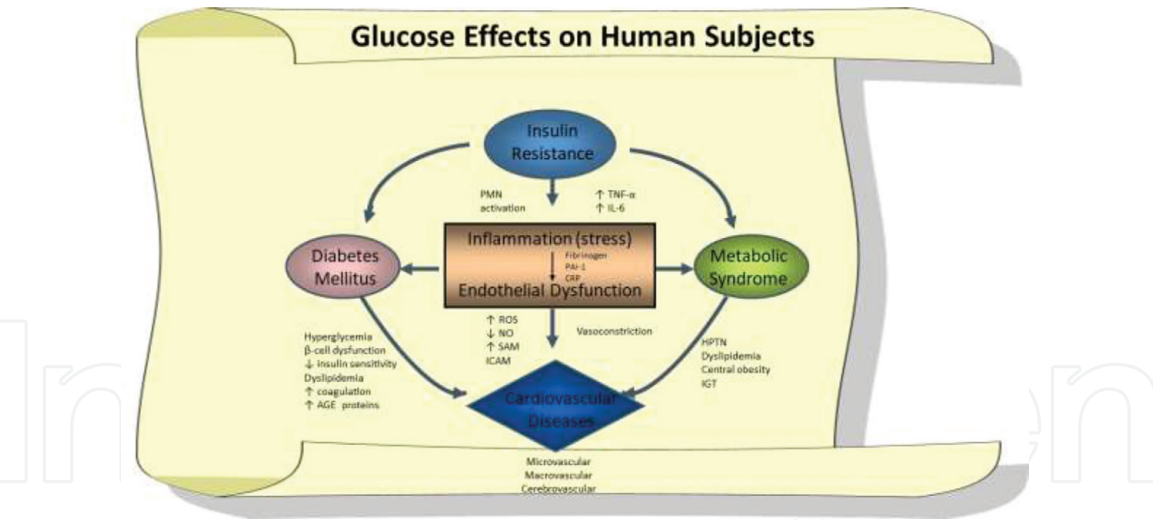 Glucose Effects on Human Subjects
Insulin
Resistance
PMN
activation
↑ TNF-α
↑ IL-6
Diabetes
Mellitus
Inflammation (stress)
Fibrinogen
PAI-1
CRP
Endothelial Dysfunction
Metabolic
Syndrome
Hyperglycemia
β-cell dysfunction
↓ insulin sensitivity
Dyslipidemia
↑ coagulation
↑ AGE proteins
↑ ROS
↓ NO
↑ SAM
ICAM
Vasoconstriction
HPTN
Dyslipidemia
Central obesity
IGT
Cardiovascular
Diseases
Microvascular
Macrovascular
Cerebrovascular